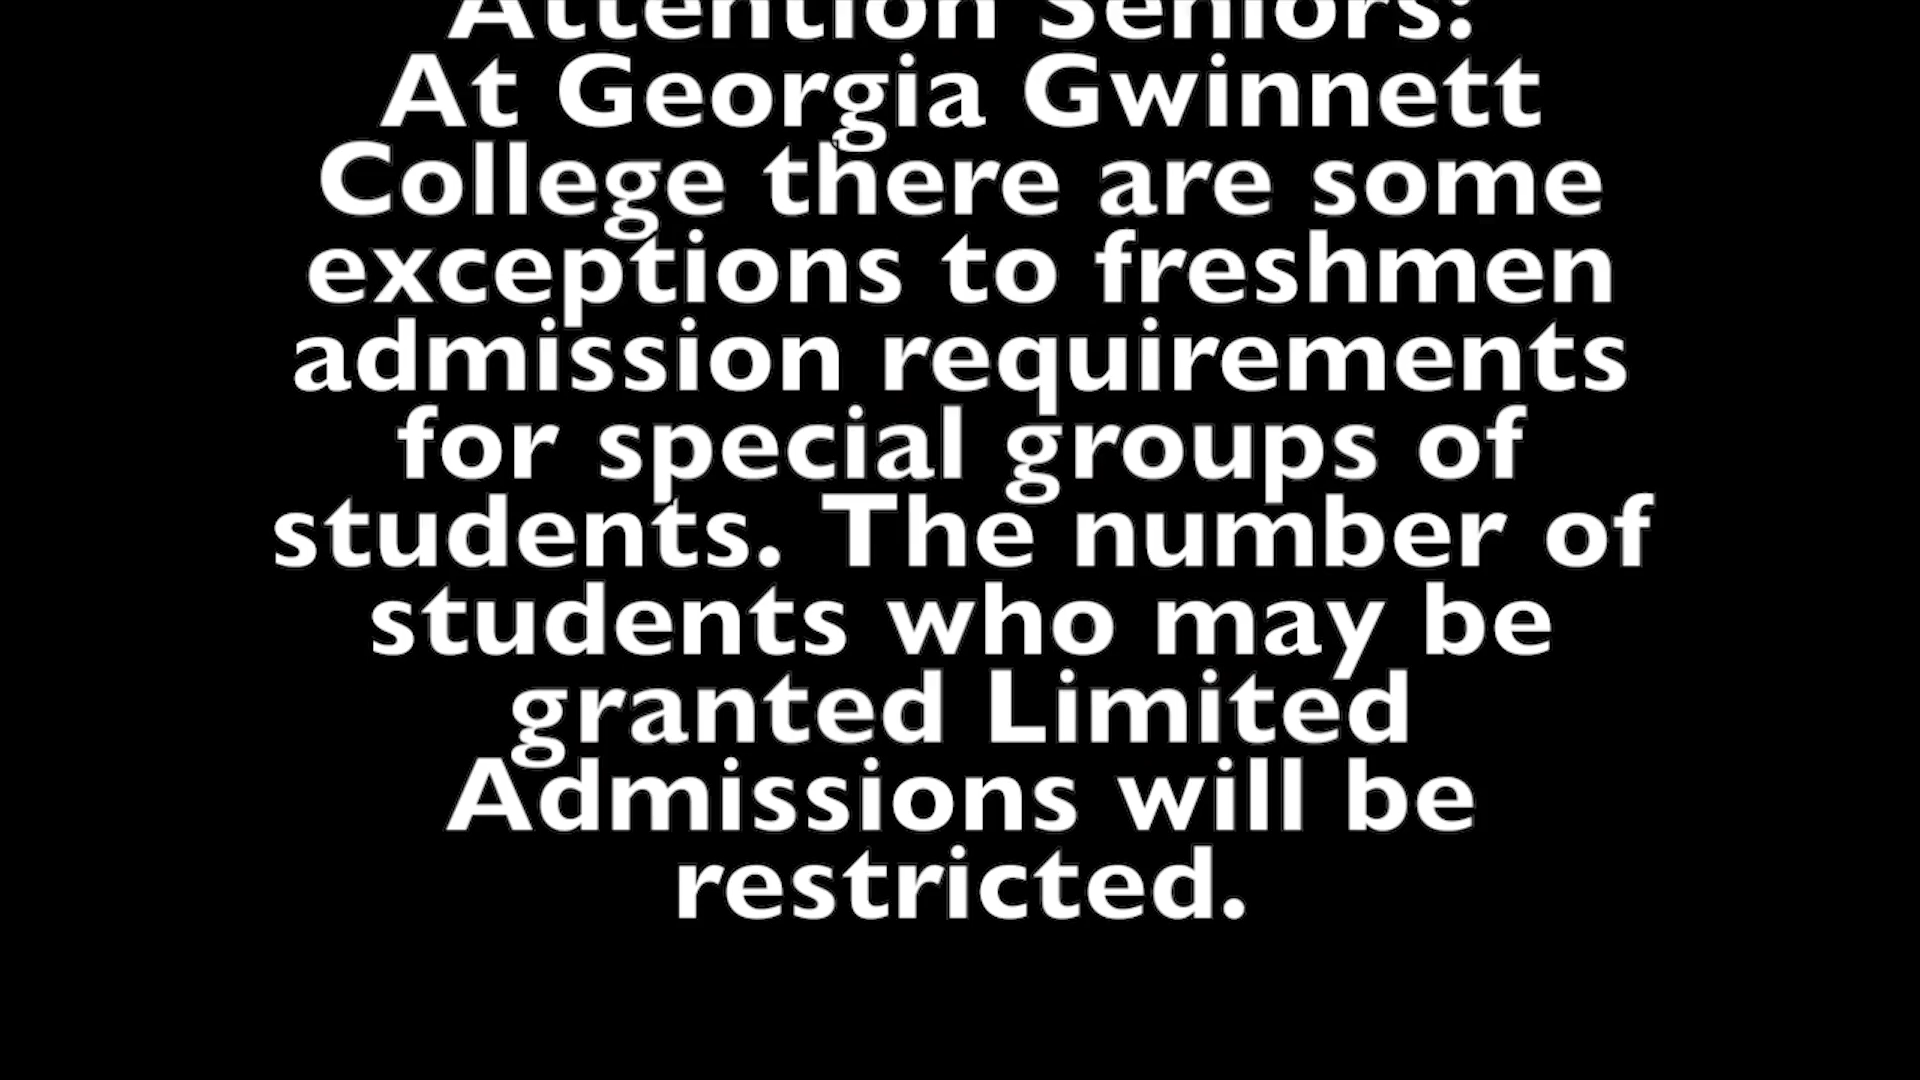 Attention Seniors:
At Georgia Gwinnett
College there are some
exceptions to freshmen
admission requirements
for special groups of
students. The number of
students who may be
granted Limited
Admissions will be
restricted.